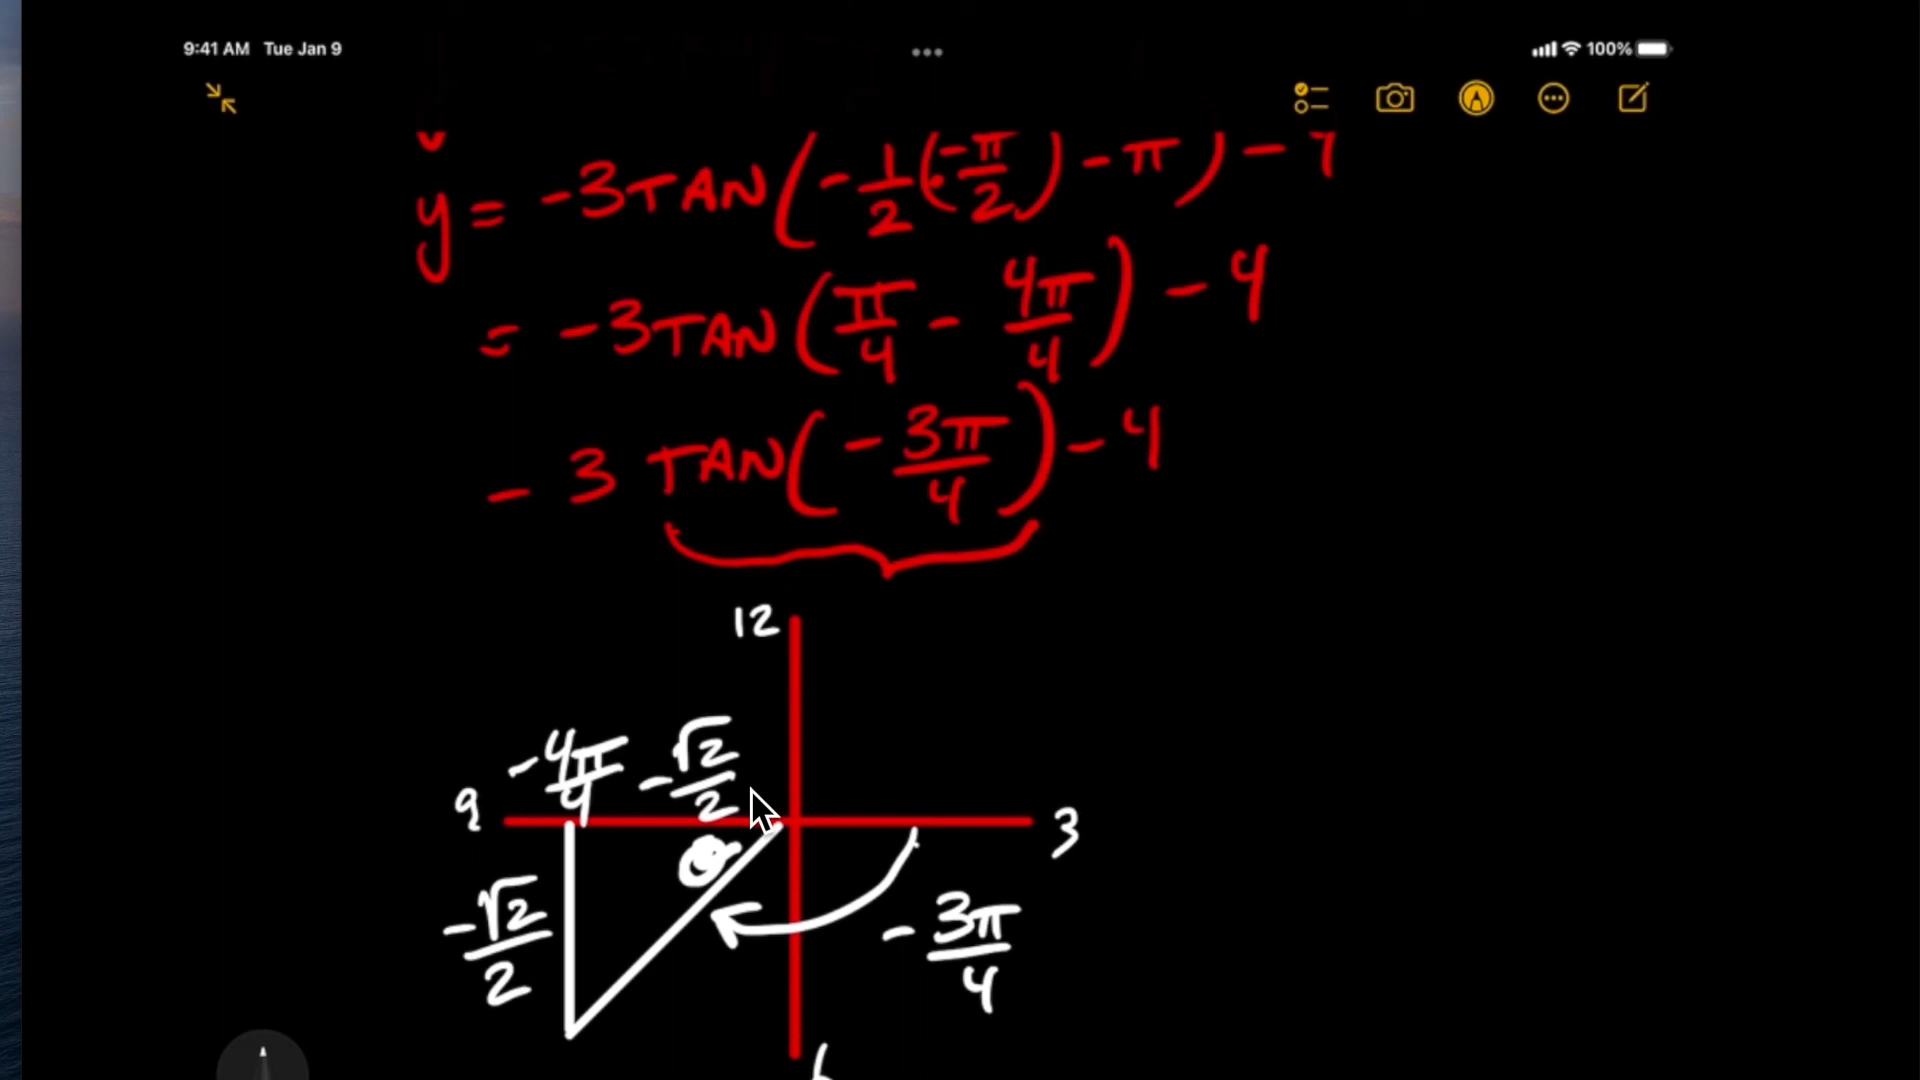 9:41 AM Tue Jan 9
100%
y = -3TAN(-1/2(-π/2) - π) - 4
= -3TAN(π/4 - 4π/4) - 4
- 3 TAN(-3π/4) - 4
12
-4π/4 -√2/2
9
3
-√2/2
-3π/4